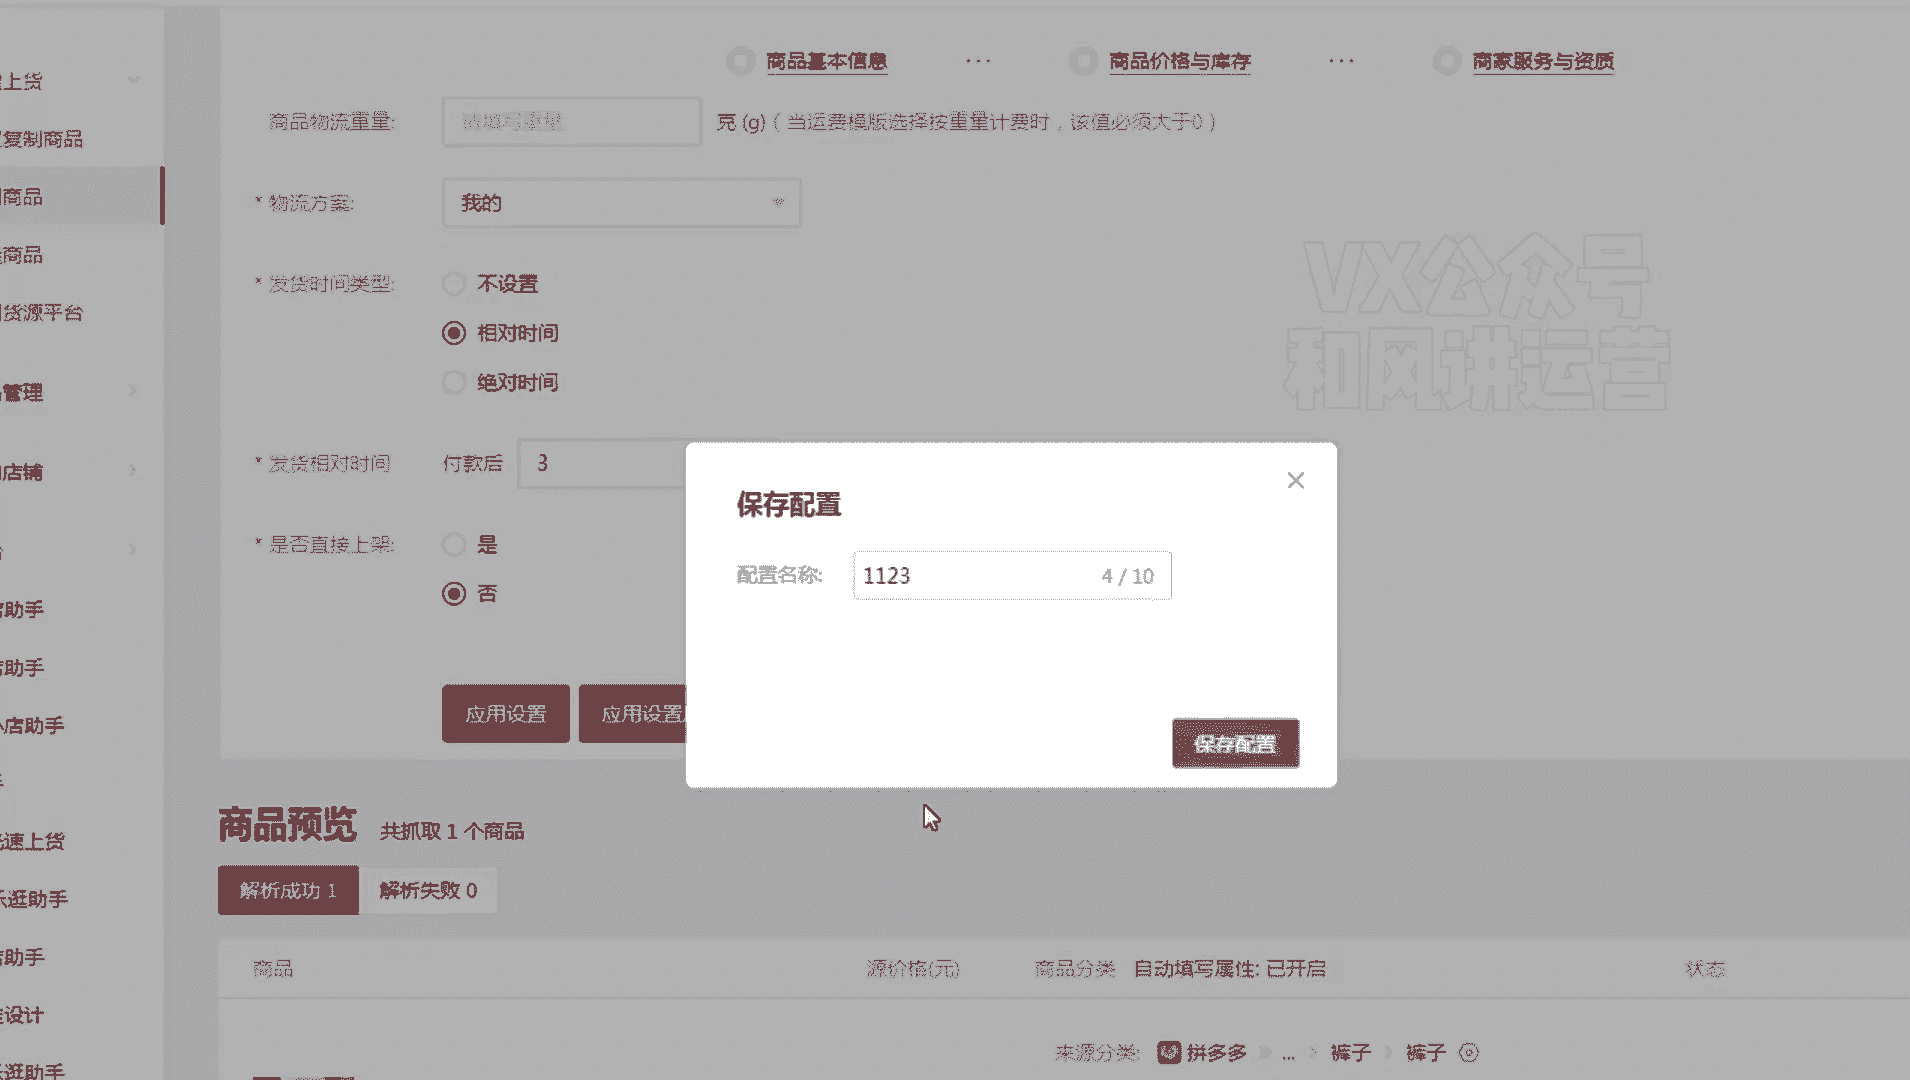 商品基本信息 ··· 商品价格与库存 ··· 商家服务与资质
上货
复制商品
商品
商品
货源平台
管理
店铺
助手
助手
店助手
速上货
逛助手
助手
设计
逛助手
商品物流重量: 请填写重量 克 (g) ( 当运费模版选择按重量计费时，该值必须大于0 )
* 物流方案: 我的
* 发货时间类型: 不设置
相对时间
绝对时间
* 发货相对时间 付款后 3
* 是否直接上架: 是
否
应用设置 应用设置
VX公众号
和风讲运营
保存配置
配置名称: 1123 4 / 10
保存配置
商品预览 共抓取 1 个商品
解析成功 1 解析失败 0
商品 源价格(元) 商品分类 自动填写属性: 已开启 状态
来源分类: 拼多多 » ... > 裤子 > 裤子